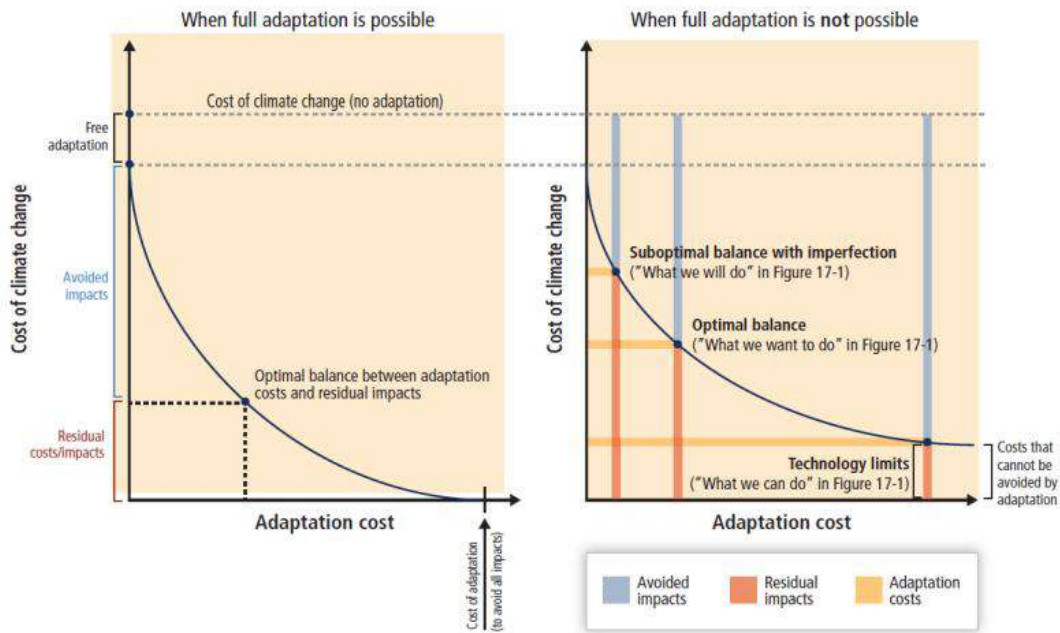 When full adaptation is possible
Cost of climate change (no adaptation)
Free
adaptation
Cost of climate change
Avoided
impacts
Optimal balance between adaptation
costs and residual impacts
Residual
costs/impacts
Adaptation cost
Cost of adaptation
(to avoid all impacts)
When full adaptation is not possible
Cost of climate change
Suboptimal balance with imperfection
("What we will do" in Figure 17-1)
Optimal balance
("What we want to do" in Figure 17-1)
Technology limits
("What we can do" in Figure 17-1)
Costs that
cannot be
avoided by
adaptation
Adaptation cost
Avoided
impacts
Residual
impacts
Adaptation
costs